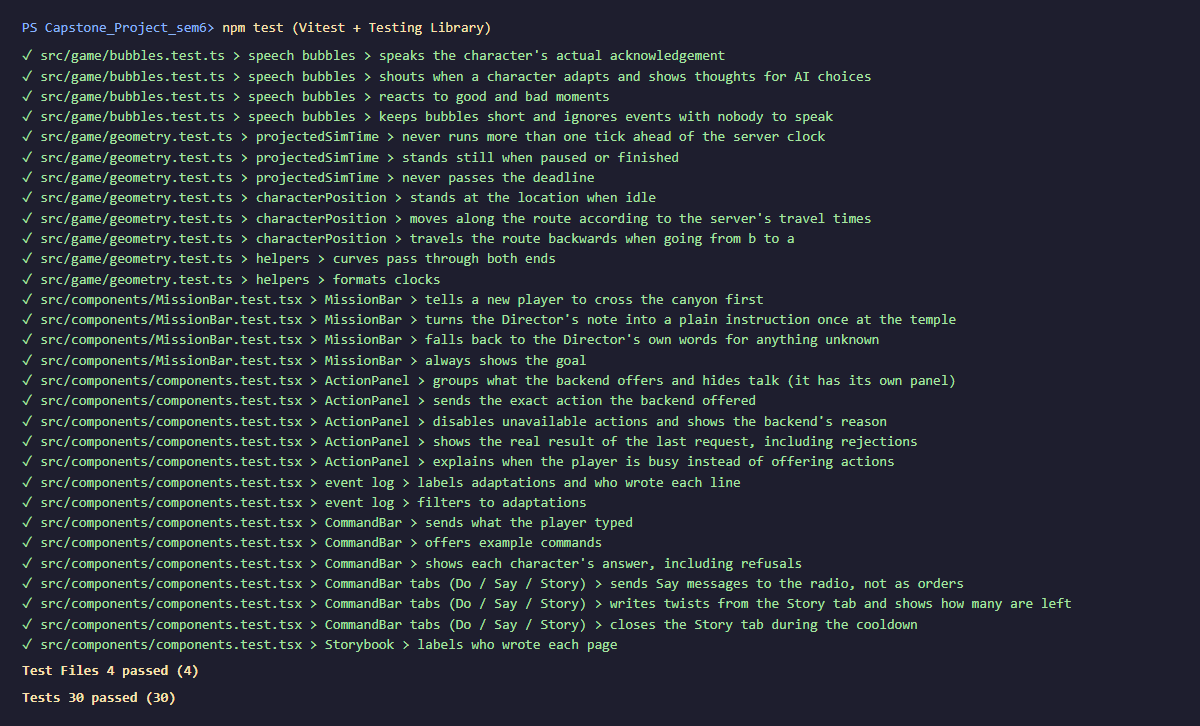 PS Capstone_Project_sem6> npm test (Vitest + Testing Library)
✓ src/game/bubbles.test.ts > speech bubbles > speaks the character's actual acknowledgement
✓ src/game/bubbles.test.ts > speech bubbles > shouts when a character adapts and shows thoughts for AI choices
✓ src/game/bubbles.test.ts > speech bubbles > reacts to good and bad moments
✓ src/game/bubbles.test.ts > speech bubbles > keeps bubbles short and ignores events with nobody to speak
✓ src/game/geometry.test.ts > projectedSimTime > never runs more than one tick ahead of the server clock
✓ src/game/geometry.test.ts > projectedSimTime > stands still when paused or finished
✓ src/game/geometry.test.ts > projectedSimTime > never passes the deadline
✓ src/game/geometry.test.ts > characterPosition > stands at the location when idle
✓ src/game/geometry.test.ts > characterPosition > moves along the route according to the server's travel times
✓ src/game/geometry.test.ts > characterPosition > travels the route backwards when going from b to a
✓ src/game/geometry.test.ts > helpers > curves pass through both ends
✓ src/game/geometry.test.ts > helpers > formats clocks
✓ src/components/MissionBar.test.tsx > MissionBar > tells a new player to cross the canyon first
✓ src/components/MissionBar.test.tsx > MissionBar > turns the Director's note into a plain instruction once at the temple
✓ src/components/MissionBar.test.tsx > MissionBar > falls back to the Director's own words for anything unknown
✓ src/components/MissionBar.test.tsx > MissionBar > always shows the goal
✓ src/components/components.test.tsx > ActionPanel > groups what the backend offers and hides talk (it has its own panel)
✓ src/components/components.test.tsx > ActionPanel > sends the exact action the backend offered
✓ src/components/components.test.tsx > ActionPanel > disables unavailable actions and shows the backend's reason
✓ src/components/components.test.tsx > ActionPanel > shows the real result of the last request, including rejections
✓ src/components/components.test.tsx > ActionPanel > explains when the player is busy instead of offering actions
✓ src/components/components.test.tsx > event log > labels adaptations and who wrote each line
✓ src/components/components.test.tsx > event log > filters to adaptations
✓ src/components/components.test.tsx > CommandBar > sends what the player typed
✓ src/components/components.test.tsx > CommandBar > offers example commands
✓ src/components/components.test.tsx > CommandBar > shows each character's answer, including refusals
✓ src/components/components.test.tsx > CommandBar tabs (Do / Say / Story) > sends Say messages to the radio, not as orders
✓ src/components/components.test.tsx > CommandBar tabs (Do / Say / Story) > writes twists from the Story tab and shows how many are left
✓ src/components/components.test.tsx > CommandBar tabs (Do / Say / Story) > closes the Story tab during the cooldown
✓ src/components/components.test.tsx > Storybook > labels who wrote each page
Test Files 4 passed (4)
Tests 30 passed (30)